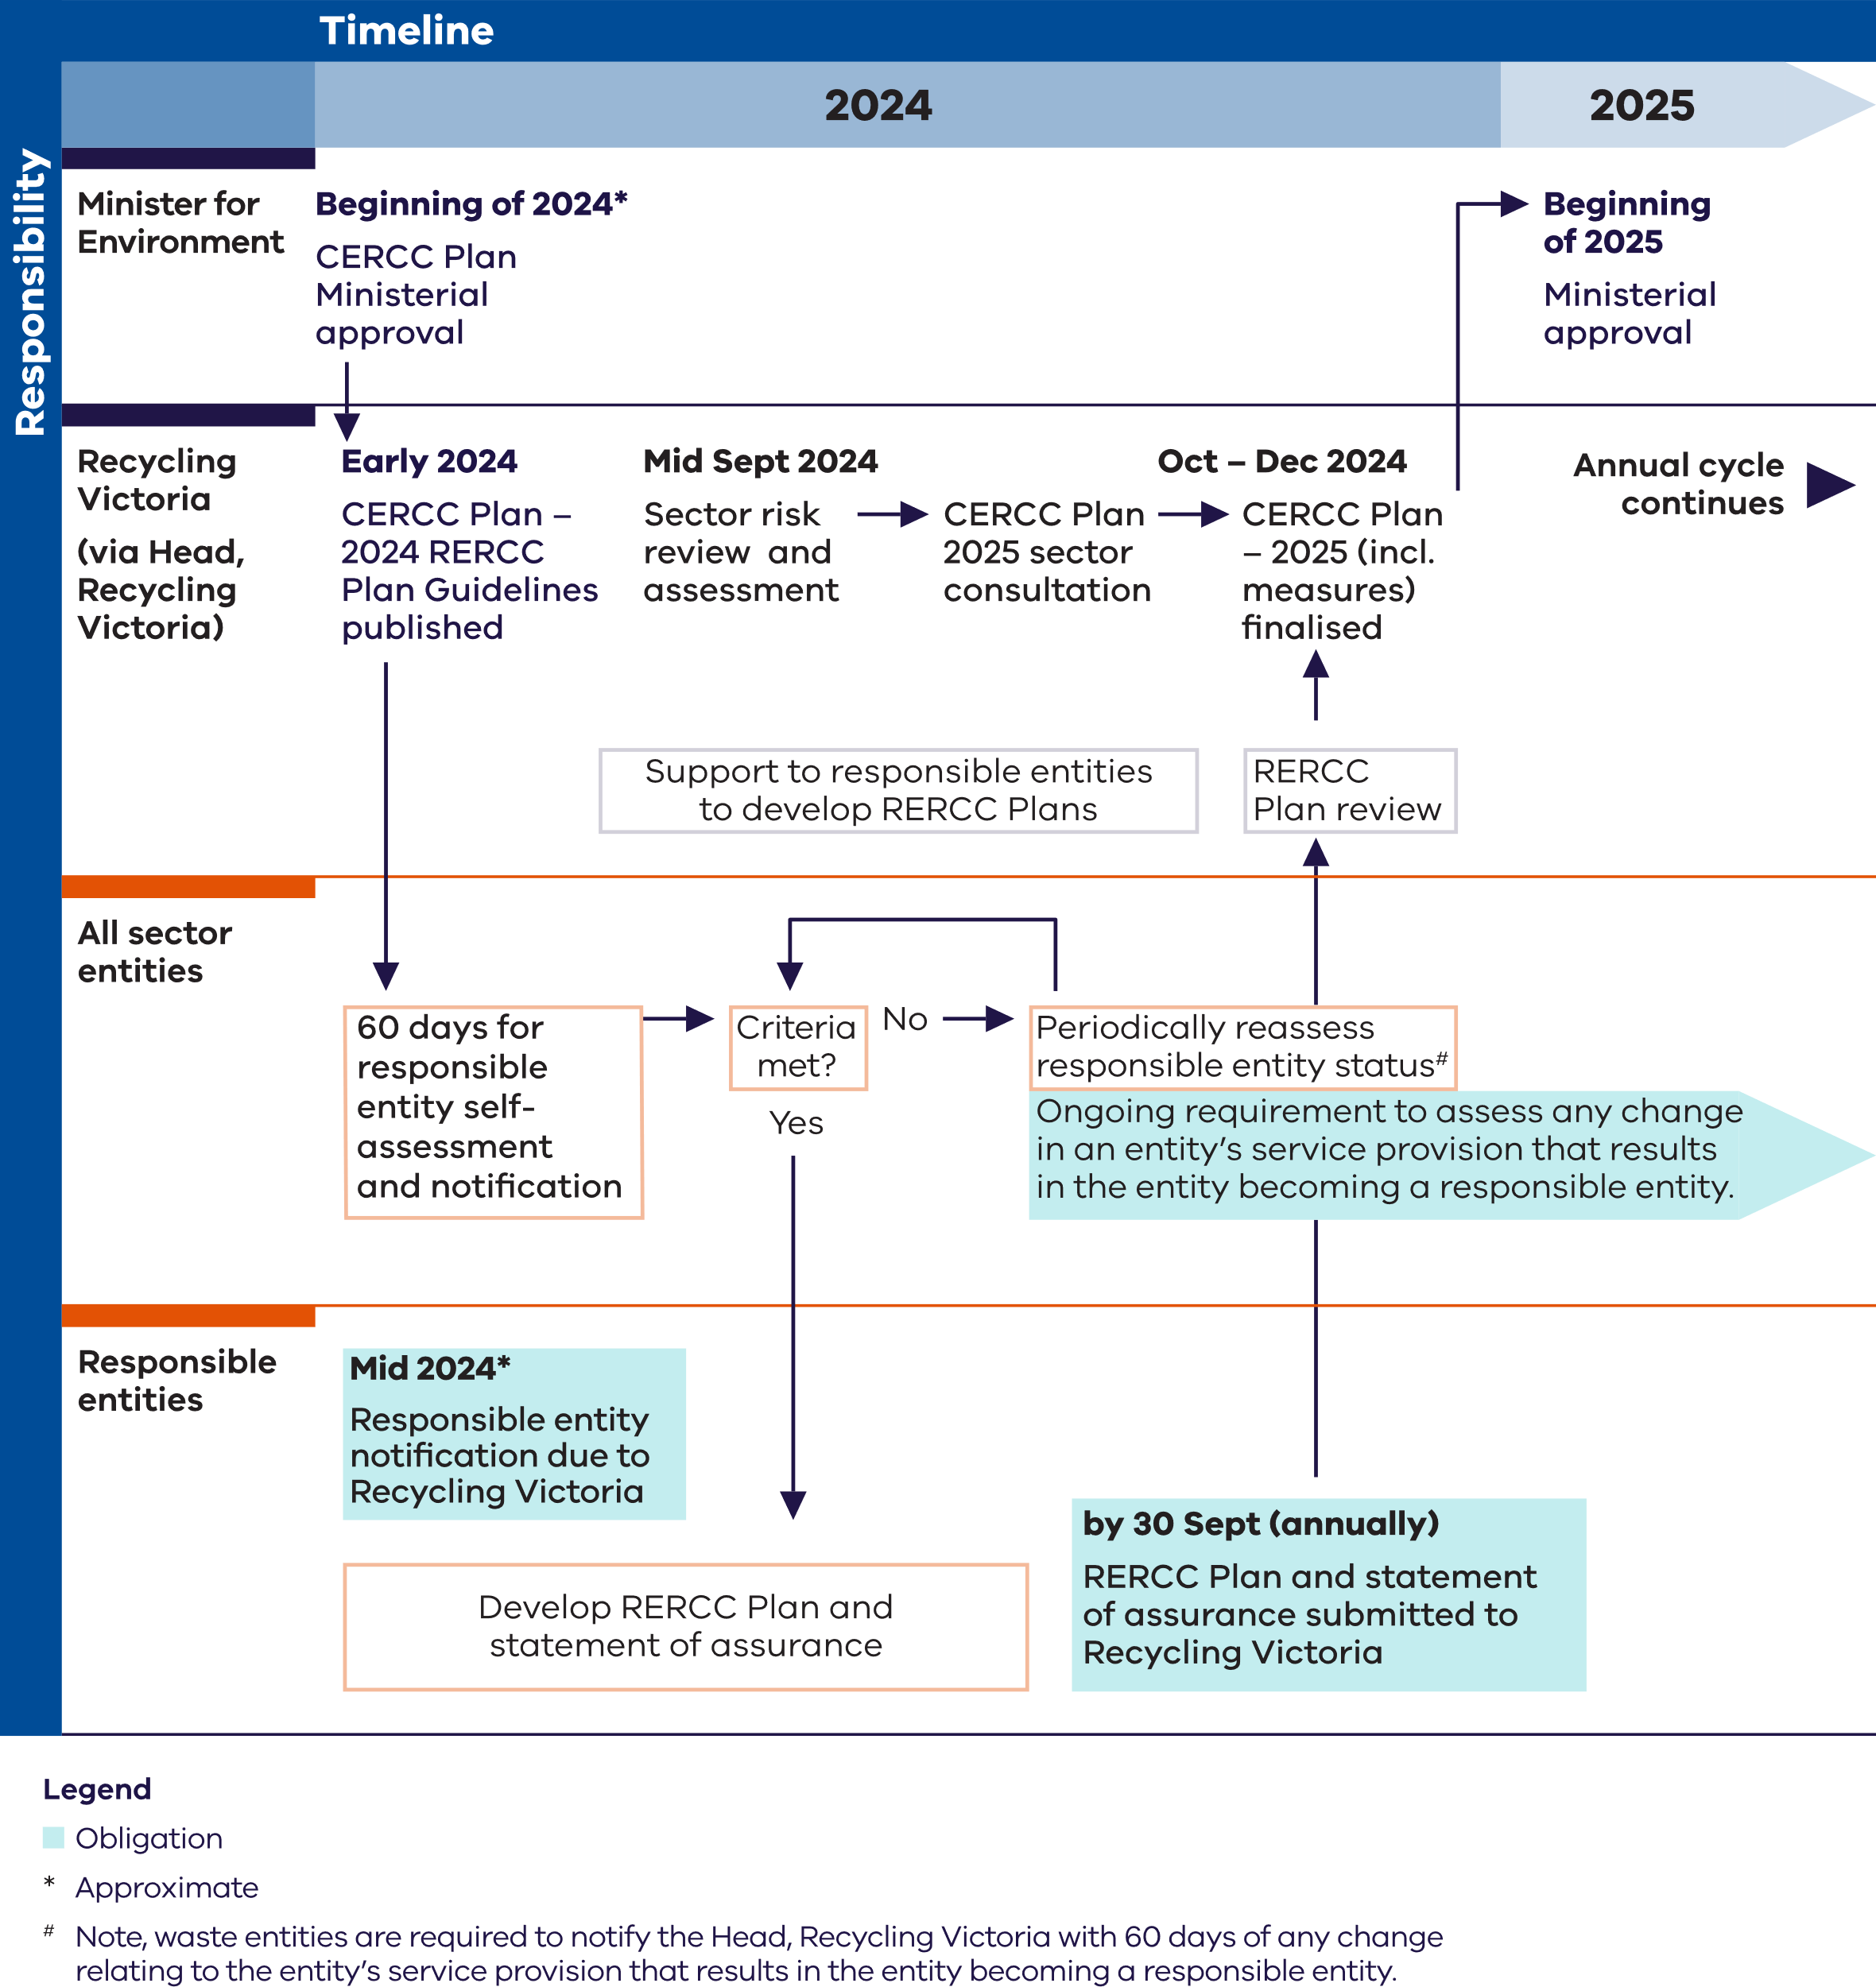 Timeline
Responsibility
2024
2025
Minister for
Environment
Beginning of 2024*
CERCC Plan
Ministerial
approval
Beginning
of 2025
Ministerial
approval
Recycling
Victoria
(via Head,
Recycling
Victoria)
Early 2024
CERCC Plan –
2024 RERCC
Plan Guidelines
published
Mid Sept 2024
Sector risk
review and
assessment
CERCC Plan
2025 sector
consultation
Oct – Dec 2024
CERCC Plan
– 2025 (incl.
measures)
finalised
Annual cycle
continues
Support to responsible entities
to develop RERCC Plans
RERCC
Plan review
All sector
entities
60 days for
responsible
entity self-
assessment
and notification
Criteria
met?
No
Yes
Periodically reassess
responsible entity status#
Ongoing requirement to assess any change
in an entity’s service provision that results
in the entity becoming a responsible entity.
Responsible
entities
Mid 2024*
Responsible entity
notification due to
Recycling Victoria
Develop RERCC Plan and
statement of assurance
by 30 Sept (annually)
RERCC Plan and statement
of assurance submitted to
Recycling Victoria
Legend
Obligation
* Approximate
# Note, waste entities are required to notify the Head, Recycling Victoria with 60 days of any change
relating to the entity’s service provision that results in the entity becoming a responsible entity.